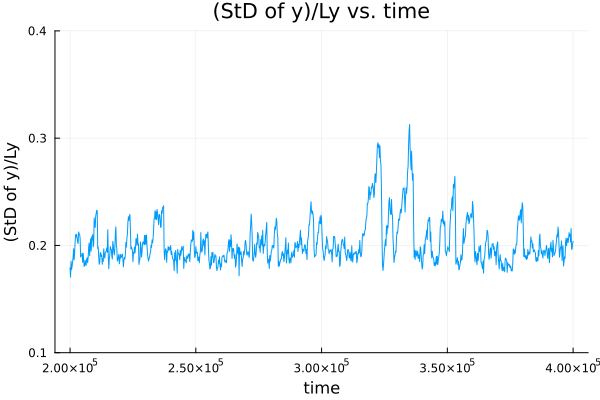 (StD of y)/Ly vs. time
(StD of y)/Ly
0.4
0.3
0.2
0.1
2.00×10⁵ 2.50×10⁵ 3.00×10⁵ 3.50×10⁵ 4.00×10⁵
time